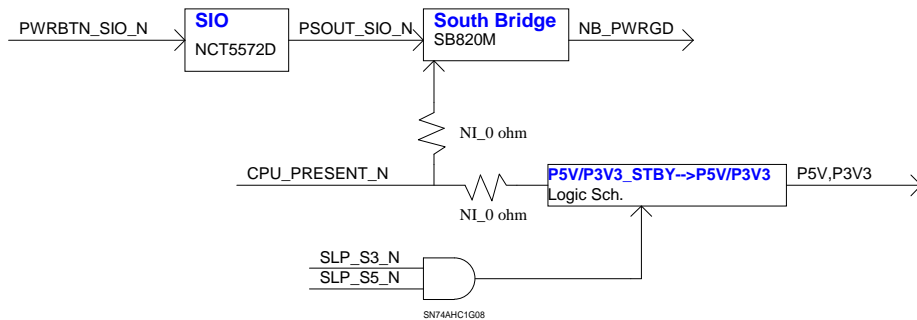 PWRBTN_SIO_N
SIO
NCT5572D
PSOUT_SIO_N
South Bridge
SB820M
NB_PWRGD
NI_0 ohm
CPU_PRESENT_N
NI_0 ohm
P5V/P3V3_STBY-->P5V/P3V3
Logic Sch.
P5V,P3V3
SLP_S3_N
SLP_S5_N
SN74AHC1G08